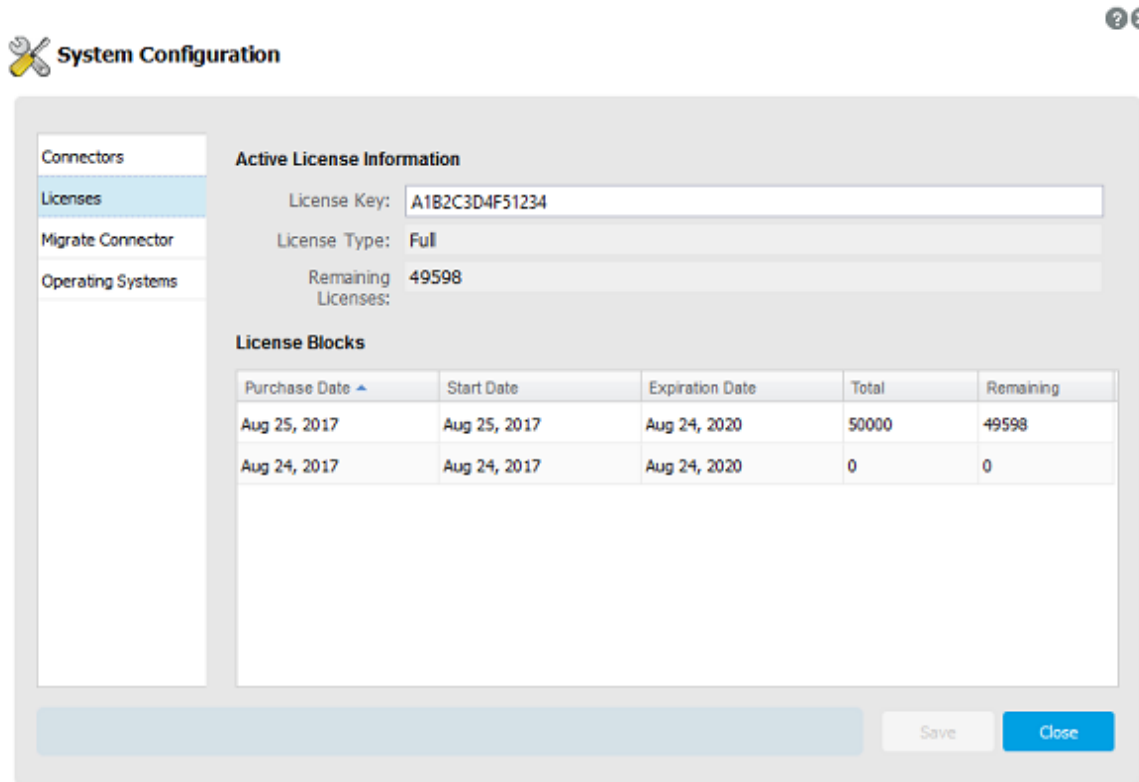 ?
System Configuration
Connectors
Licenses
Migrate Connector
Operating Systems
Active License Information
License Key: A1B2C3D4F51234
License Type: Full
Remaining 49598
Licenses:
License Blocks
Purchase Date Start Date Expiration Date Total Remaining
Aug 25, 2017 Aug 25, 2017 Aug 24, 2020 50000 49598
Aug 24, 2017 Aug 24, 2017 Aug 24, 2020 0 0
Save Close